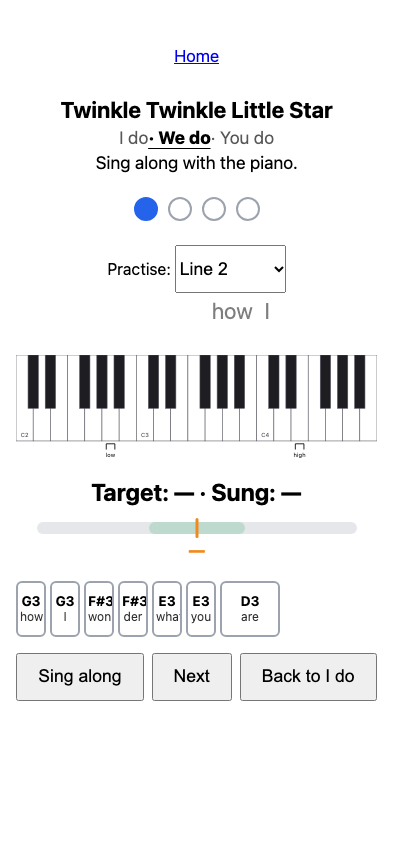 Home
Twinkle Twinkle Little Star
I do · We do · You do
Sing along with the piano.
Practise: Line 2
how I
C2 C3 C4
low high
Target: — · Sung: —
—
G3 G3 F#3 F#3 E3 E3 D3
how I won der wha you are
Sing along Next Back to I do